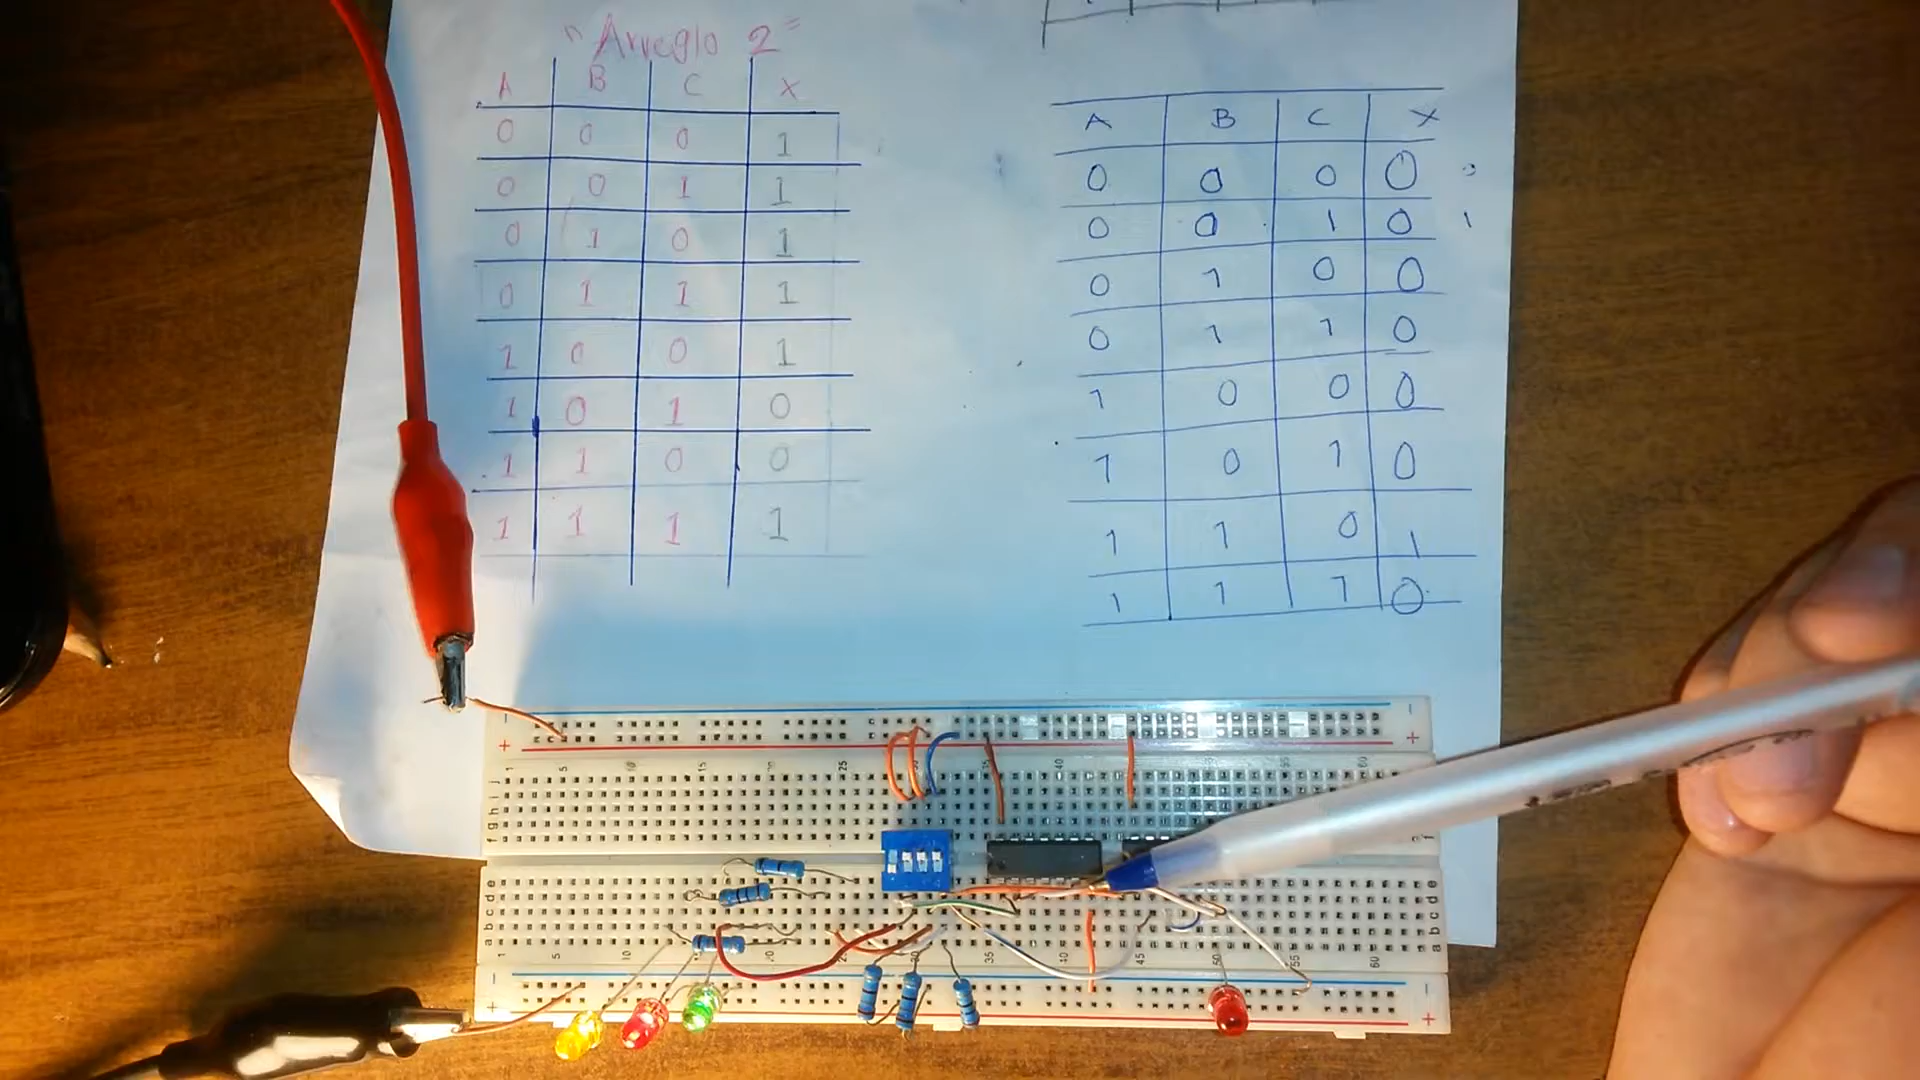 "Arreglo 2"
A B C X
0 0 0 1
0 0 1 1
0 1 0 1
0 1 1 1
1 0 0 1
1 0 1 0
1 1 0 0
1 1 1 1
A B C X
0 0 0 0
0 0 1 0 1
0 1 0 0
0 1 1 0
1 0 0 0
1 0 1 0
1 1 0 1
1 1 1 0